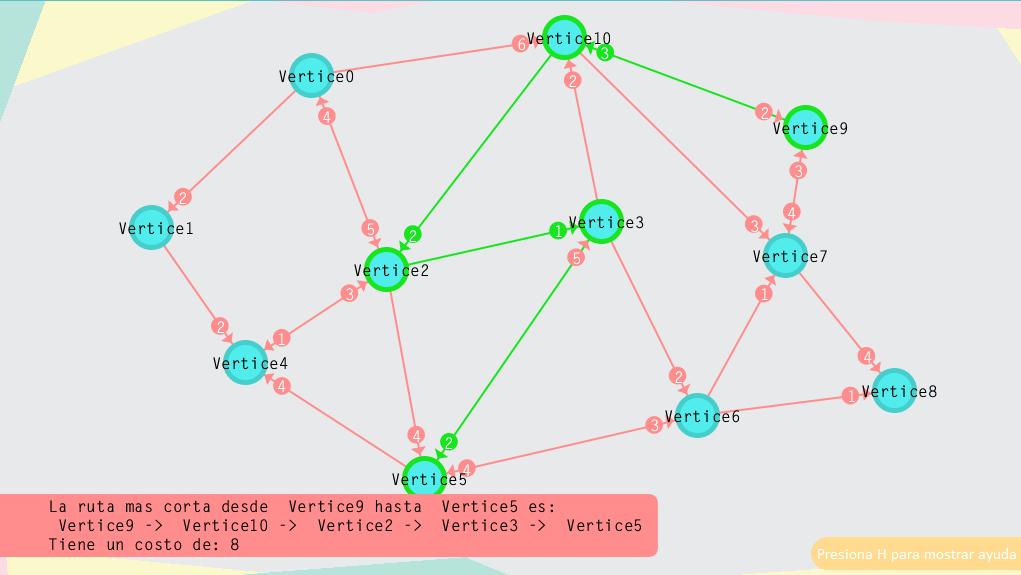 6
Vertice10
3
Vertice0
2
2
4
Vertice9
3
2
4
Vertice1
5
2
1
Vertice3
3
5
Vertice7
Vertice2
3
1
2
1
Vertice4
4
4
2
1
Vertice8
Vertice6
3
4
2
4
Vertice5
La ruta mas corta desde Vertice9 hasta Vertice5 es:
Vertice9 -> Vertice10 -> Vertice2 -> Vertice3 -> Vertice5
Tiene un costo de: 8
Presiona H para mostrar ayuda